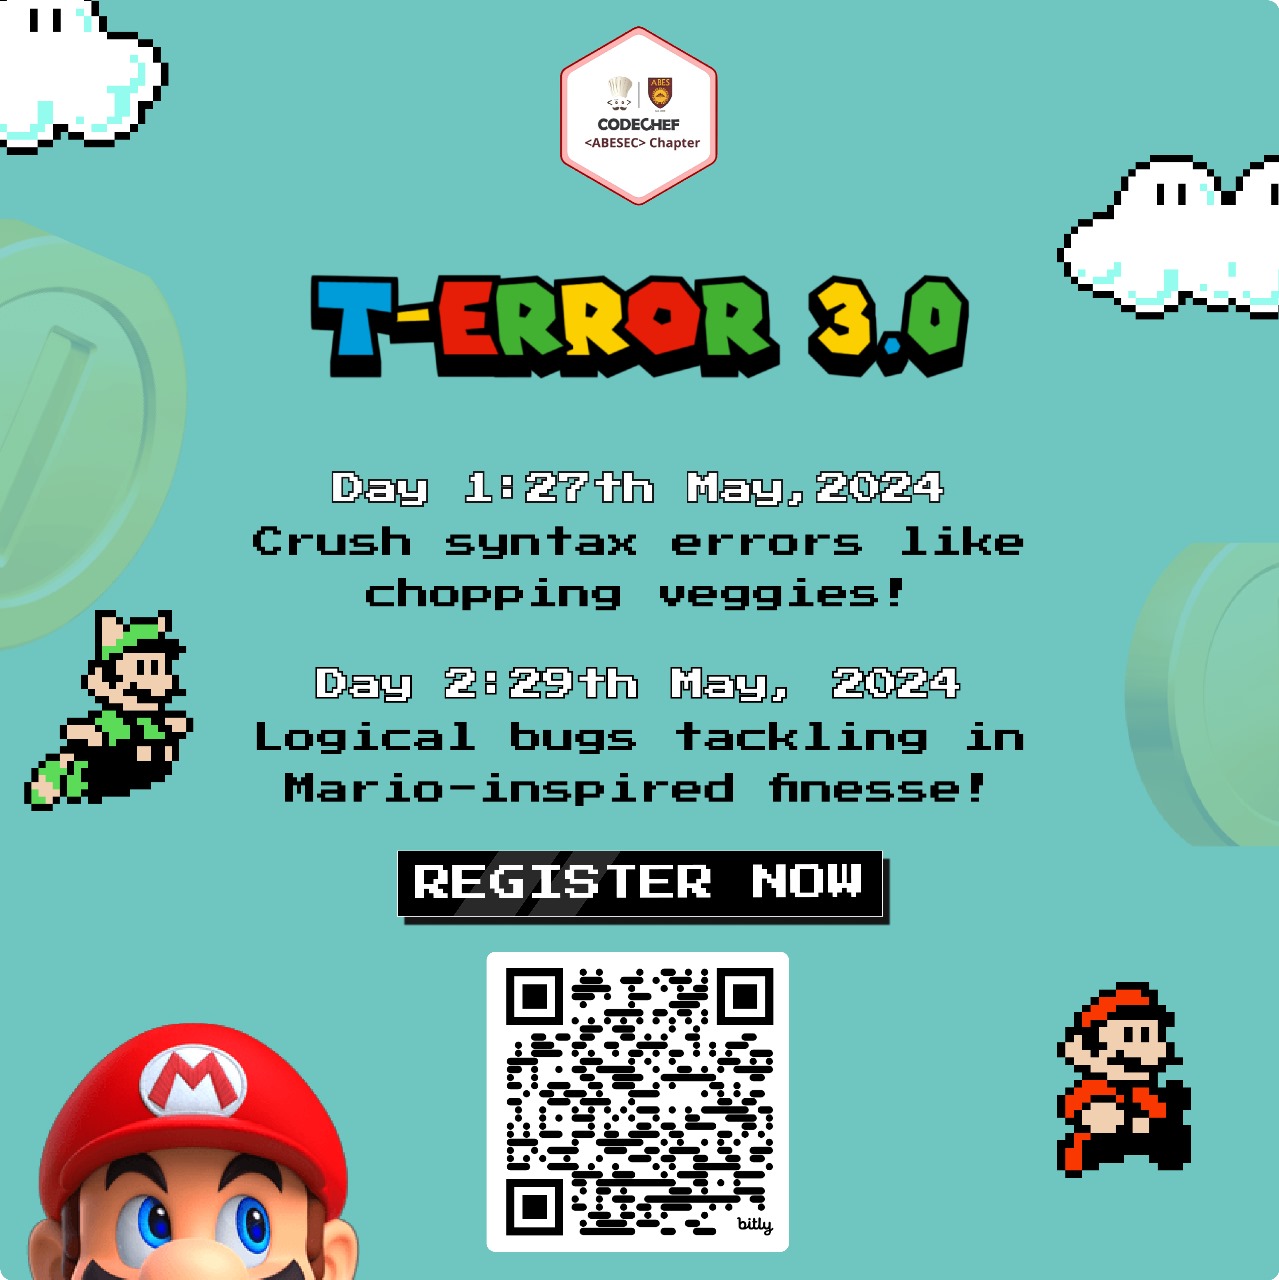 ABES
CODECHEF
<ABESEC> Chapter
T-ERROR 3.0
Day 1:27th May,2024
Crush syntax errors like
chopping veggies!
Day 2:29th May, 2024
Logical bugs tackling in
Mario-inspired finesse!
REGISTER NOW
M
bitly